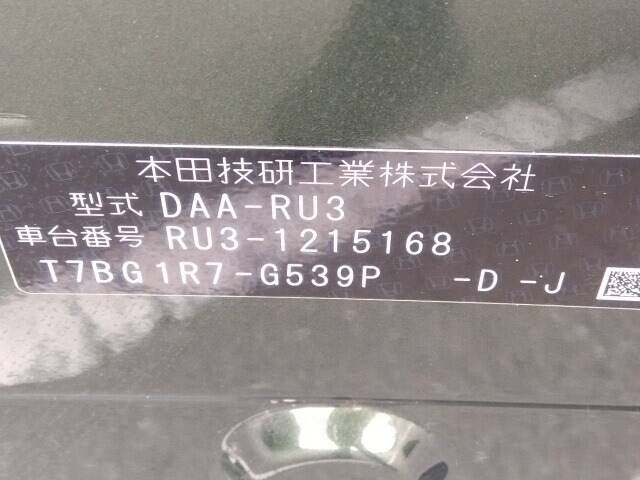 本田技研工業株式会社
型式 DAA-RU3
車台番号 RU3-1215168
T7BG1R7-G539P -D -J